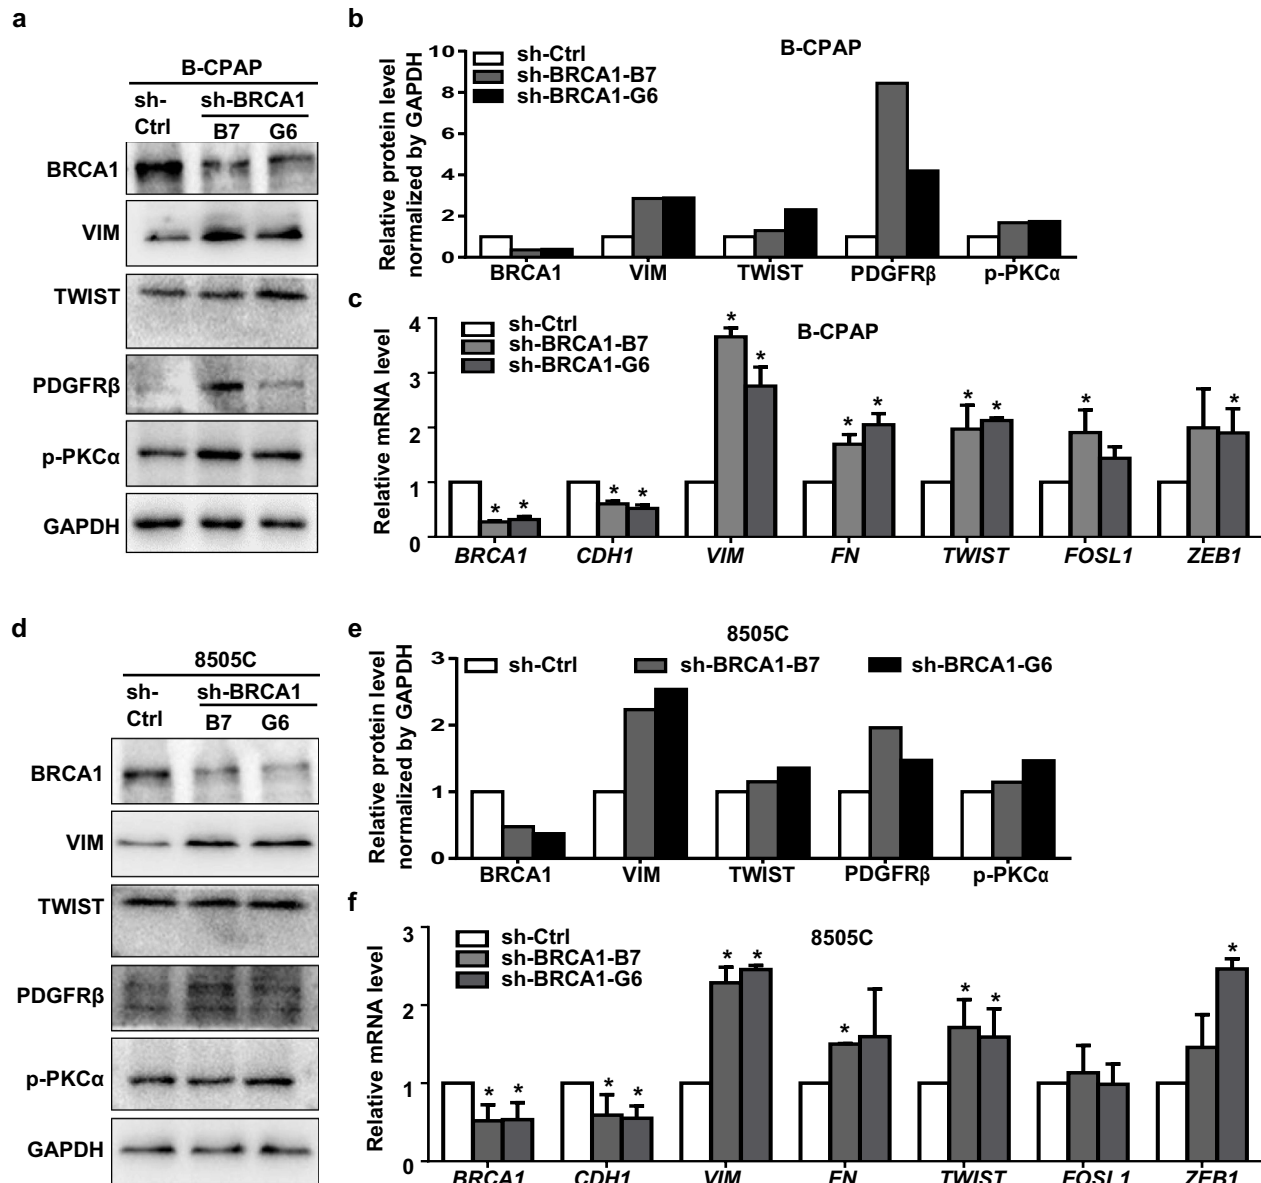 a
B-CPAP
sh-
Ctrl
sh-BRCA1
B7 G6
BRCA1
VIM
TWIST
PDGFRβ
p-PKCα
GAPDH
b
B-CPAP
sh-Ctrl
sh-BRCA1-B7
sh-BRCA1-G6
Relative protein level
normalized by GAPDH
10
8
6
4
2
0
BRCA1 VIM TWIST PDGFRβ p-PKCα
c
B-CPAP
sh-Ctrl
sh-BRCA1-B7
sh-BRCA1-G6
Relative mRNA level
4
3
2
1
0
* * * * * * * * * * * *
BRCA1 CDH1 VIM FN TWIST FOSL1 ZEB1
d
8505C
sh-
Ctrl
sh-BRCA1
B7 G6
BRCA1
VIM
TWIST
PDGFRβ
p-PKCα
GAPDH
e
8505C
sh-Ctrl sh-BRCA1-B7 sh-BRCA1-G6
Relative protein level
normalized by GAPDH
3
2
1
0
BRCA1 VIM TWIST PDGFRβ p-PKCα
f
8505C
sh-Ctrl
sh-BRCA1-B7
sh-BRCA1-G6
Relative mRNA level
3
2
1
0
* * * * * * * * * *
BRCA1 CDH1 VIM FN TWIST FOSL1 ZEB1